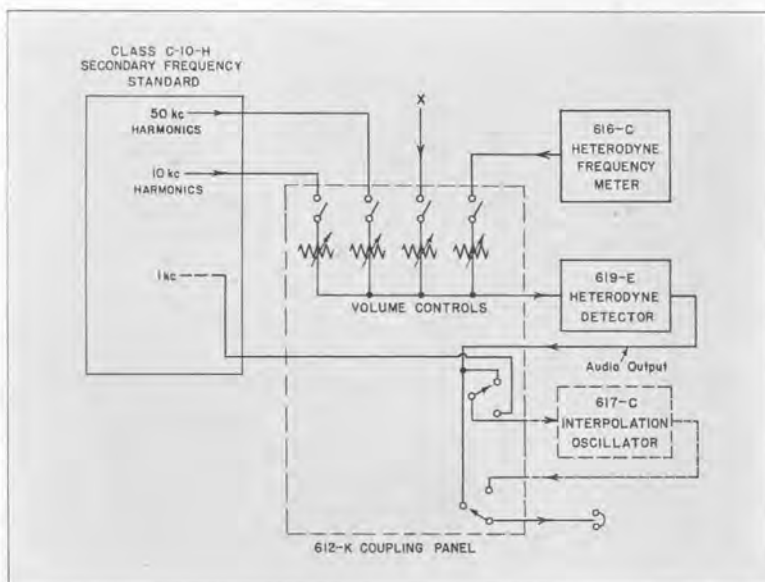 CLASS C-10-H
SECONDARY FREQUENCY
STANDARD
50 kc
HARMONICS
10 kc
HARMONICS
1 kc
X
616-C
HETERODYNE
FREQUENCY
METER
VOLUME CONTROLS
619-E
HETERODYNE
DETECTOR
Audio Output
617-C
INTERPOLATION
OSCILLATOR
612-K COUPLING PANEL